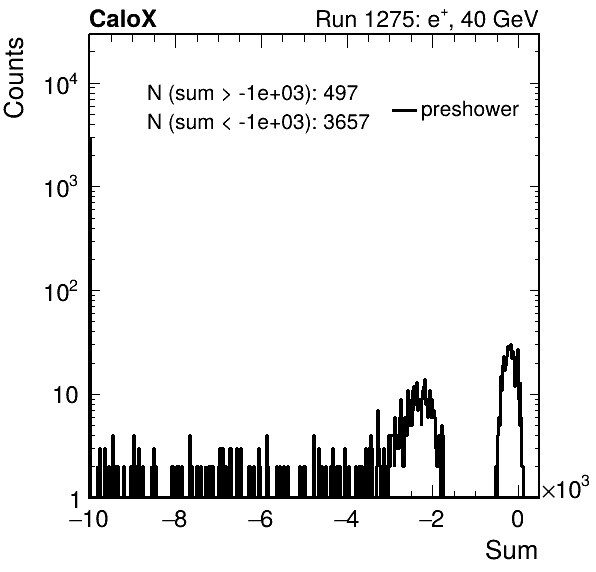 CaloX Run 1275: e⁺, 40 GeV
Counts
N (sum > -1e+03): 497
N (sum < -1e+03): 3657
preshower
10⁴
10³
10²
10
1
−10 −8 −6 −4 −2 0 ×10³
Sum